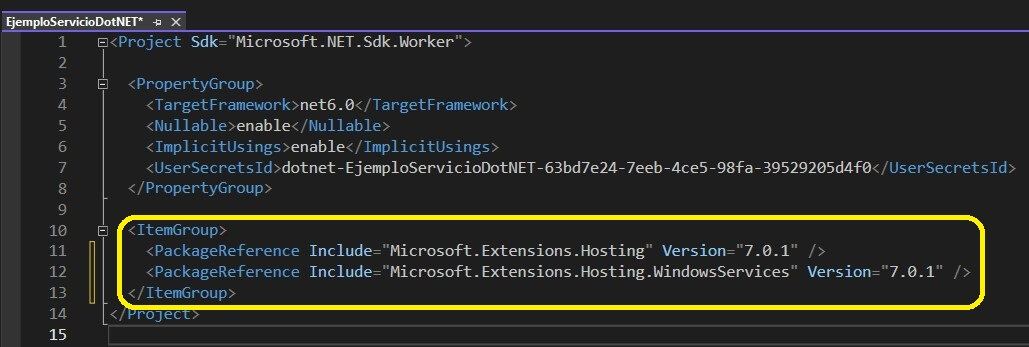 EjemploServicioDotNET*
1 <Project Sdk="Microsoft.NET.Sdk.Worker">
2
3 <PropertyGroup>
4 <TargetFramework>net6.0</TargetFramework>
5 <Nullable>enable</Nullable>
6 <ImplicitUsings>enable</ImplicitUsings>
7 <UserSecretsId>dotnet-EjemploServicioDotNET-63bd7e24-7eeb-4ce5-98fa-39529205d4f0</UserSecretsId>
8 </PropertyGroup>
9
10 <ItemGroup>
11 <PackageReference Include="Microsoft.Extensions.Hosting" Version="7.0.1" />
12 <PackageReference Include="Microsoft.Extensions.Hosting.WindowsServices" Version="7.0.1" />
13 </ItemGroup>
14 </Project>
15